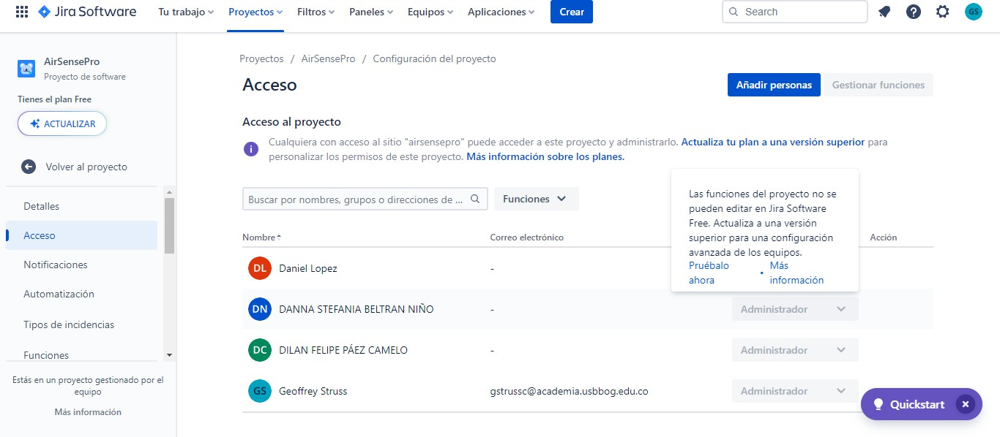 Jira Software
Tu trabajo
Proyectos
Filtros
Paneles
Equipos
Aplicaciones
Crear
Search
GS
AirSensePro
Proyecto de software
Tienes el plan Free
ACTUALIZAR
Volver al proyecto
Detalles
Acceso
Notificaciones
Automatización
Tipos de incidencias
Funciones
Estás en un proyecto gestionado por el
equipo
Más información
Proyectos / AirSensePro / Configuración del proyecto
Acceso
Añadir personas
Gestionar funciones
Acceso al proyecto
Cualquiera con acceso al sitio "airsensepro" puede acceder a este proyecto y administrarlo. Actualiza tu plan a una versión superior para
personalizar los permisos de este proyecto. Más información sobre los planes.
Buscar por nombres, grupos o direcciones de ...
Funciones
Las funciones del proyecto no se
pueden editar en Jira Software
Free. Actualiza a una versión
superior para una configuración
avanzada de los equipos.
Pruébalo
ahora
•
Más
información
Nombre
Correo electrónico
Acción
DL Daniel Lopez -
DN DANNA STEFANIA BELTRAN NIÑO - Administrador
DC DILAN FELIPE PÁEZ CAMELO - Administrador
GS Geoffrey Struss gstrussc@academia.usbbog.edu.co Administrador
Quickstart